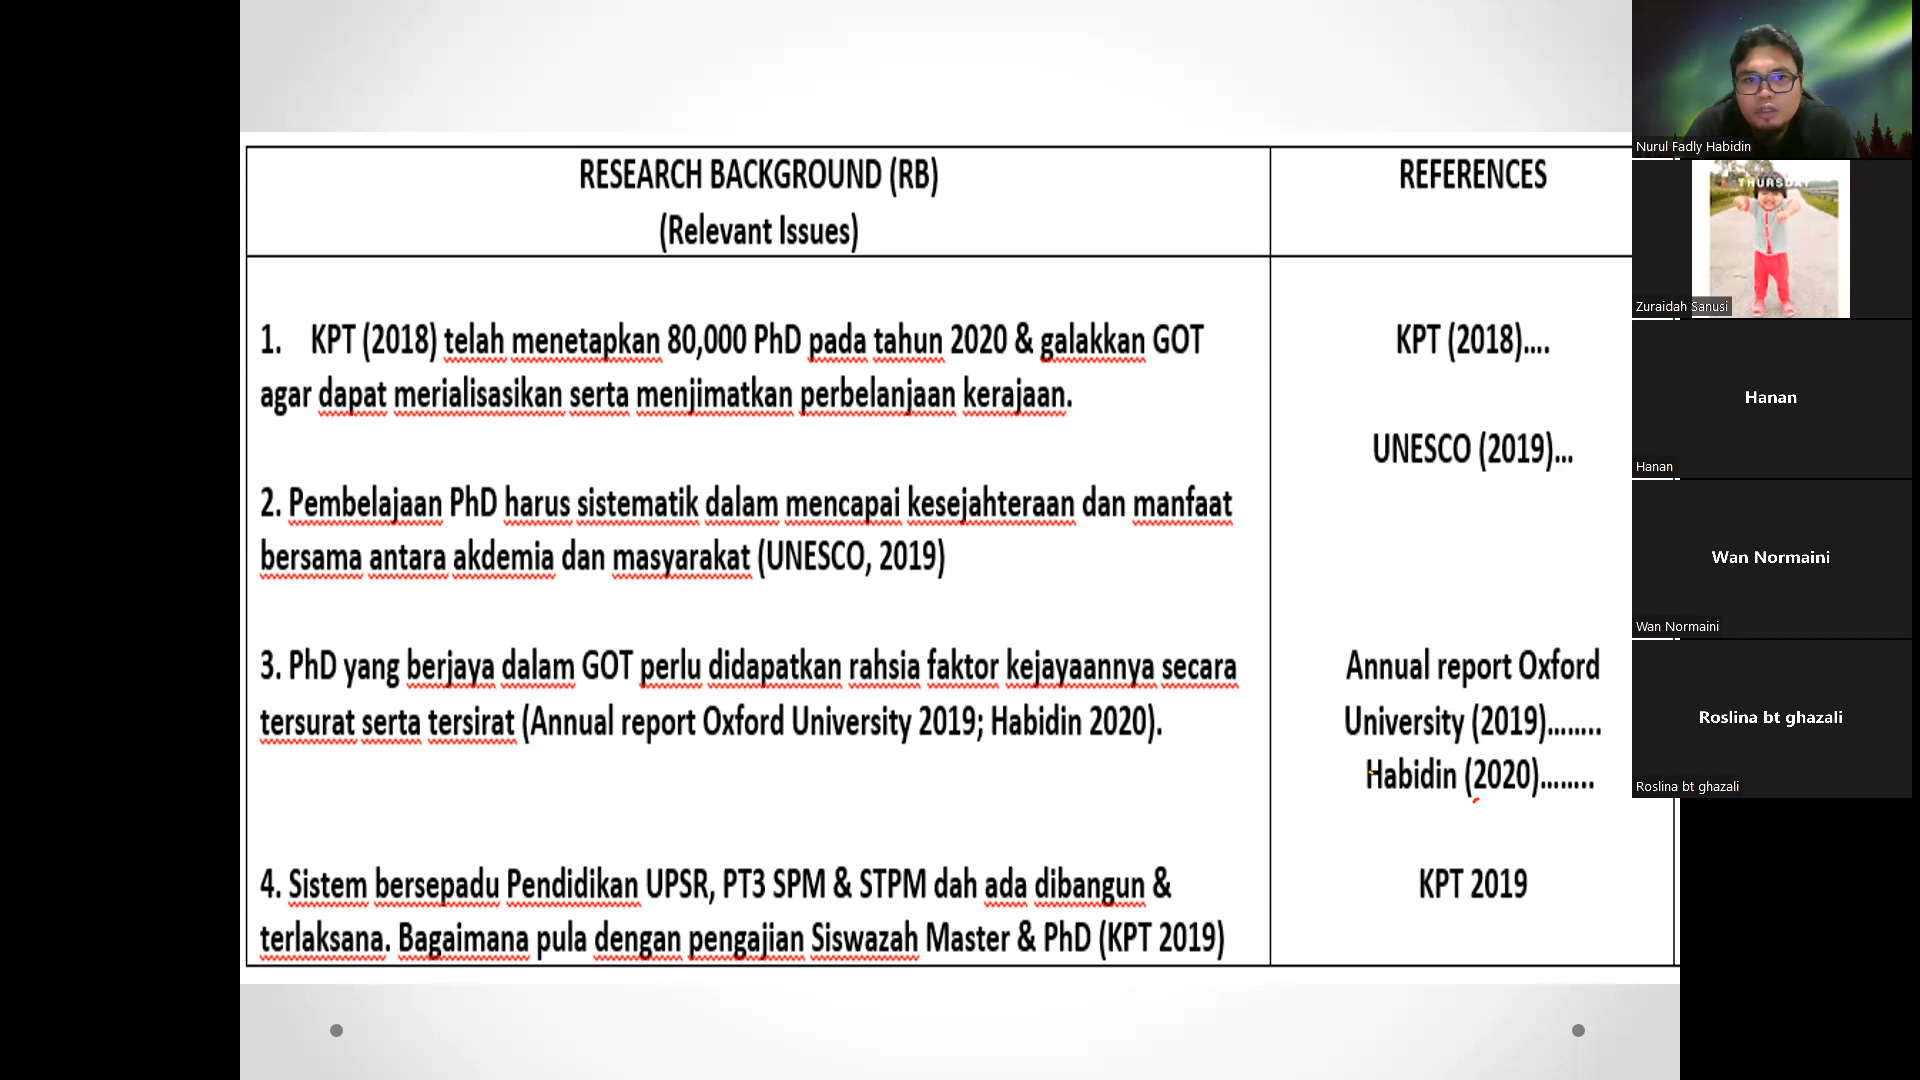 RESEARCH BACKGROUND (RB)
(Relevant Issues)
REFERENCES
1. KPT (2018) telah menetapkan 80,000 PhD pada tahun 2020 & galakkan GOT
agar dapat merialisasikan serta menjimatkan perbelanjaan kerajaan.
KPT (2018)....
UNESCO (2019)...
2. Pembelajaan PhD harus sistematik dalam mencapai kesejahteraan dan manfaat
bersama antara akdemia dan masyarakat (UNESCO, 2019)
3. PhD yang berjaya dalam GOT perlu didapatkan rahsia faktor kejayaannya secara
tersurat serta tersirat (Annual report Oxford University 2019; Habidin 2020).
Annual report Oxford
University (2019)........
Habidin (2020)........
4. Sistem bersepadu Pendidikan UPSR, PT3 SPM & STPM dah ada dibangun &
terlaksana. Bagaimana pula dengan pengajian Siswazah Master & PhD (KPT 2019)
KPT 2019
Nurul Fadly Habidin
THURSDAY
Zuraidah Sanusi
Hanan
Hanan
Wan Normaini
Wan Normaini
Roslina bt ghazali
Roslina bt ghazali